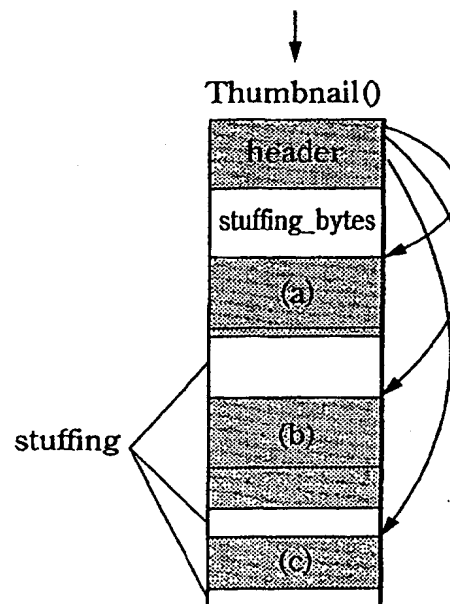 Thumbnail()
header
stuffing_bytes
(a)
(b)
stuffing
(c)